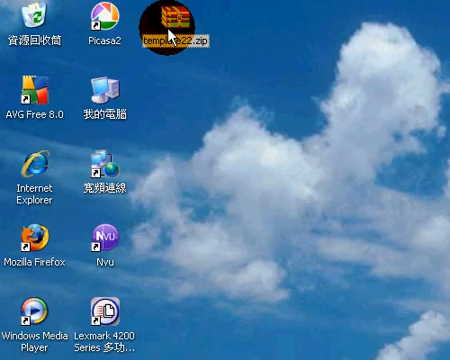 資源回收筒
Picasa2
template22.zip
AVG Free 8.0
我的電腦
Internet
Explorer
寬頻連線
Mozilla Firefox
NVU
Nvu
Windows Media
Player
Lexmark 4200
Series 多功...